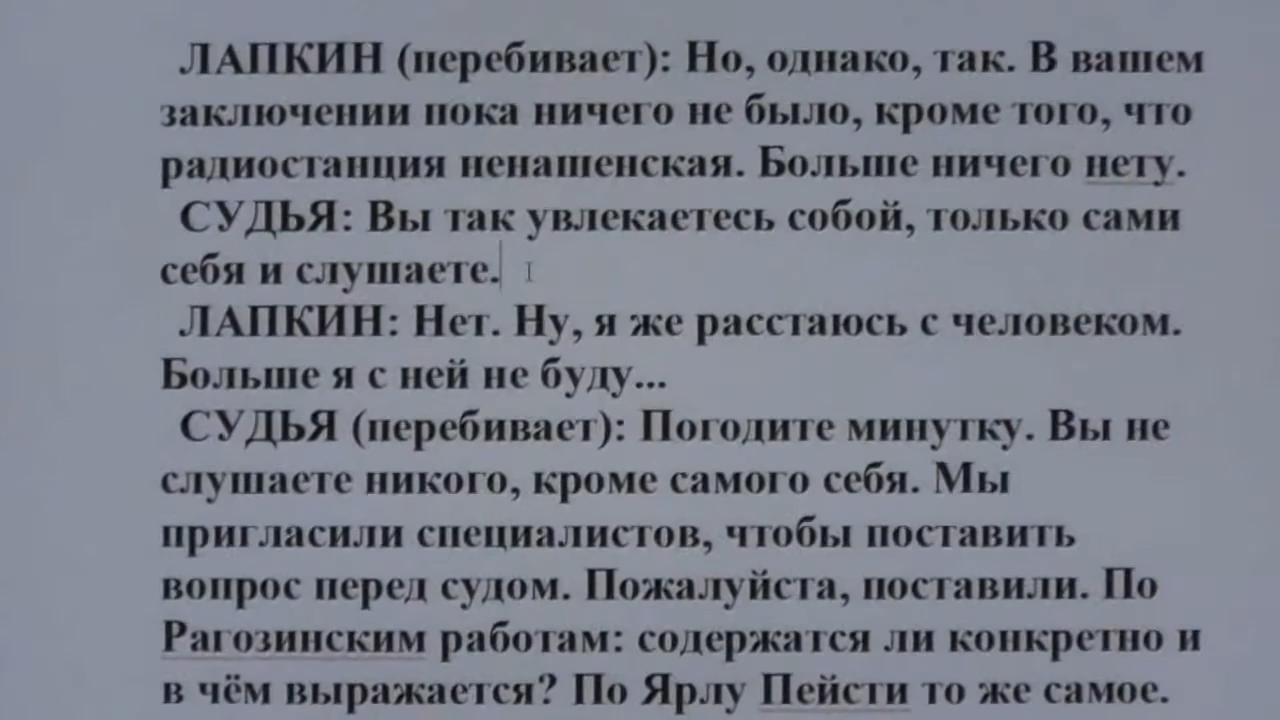 ЛАПКИН (перебивает): Но, однако, так. В вашем
заключении пока ничего не было, кроме того, что
радиостанция ненашенская. Больше ничего нету.
СУДЬЯ: Вы так увлекаетесь собой, только сами
себя и слушаете.
ЛАПКИН: Нет. Ну, я же расстаюсь с человеком.
Больше я с ней не буду...
СУДЬЯ (перебивает): Погодите минутку. Вы не
слушаете никого, кроме самого себя. Мы
пригласили специалистов, чтобы поставить
вопрос перед судом. Пожалуйста, поставили. По
Рагозинским работам: содержатся ли конкретно и
в чём выражается? По Ярлу Пейсти то же самое.